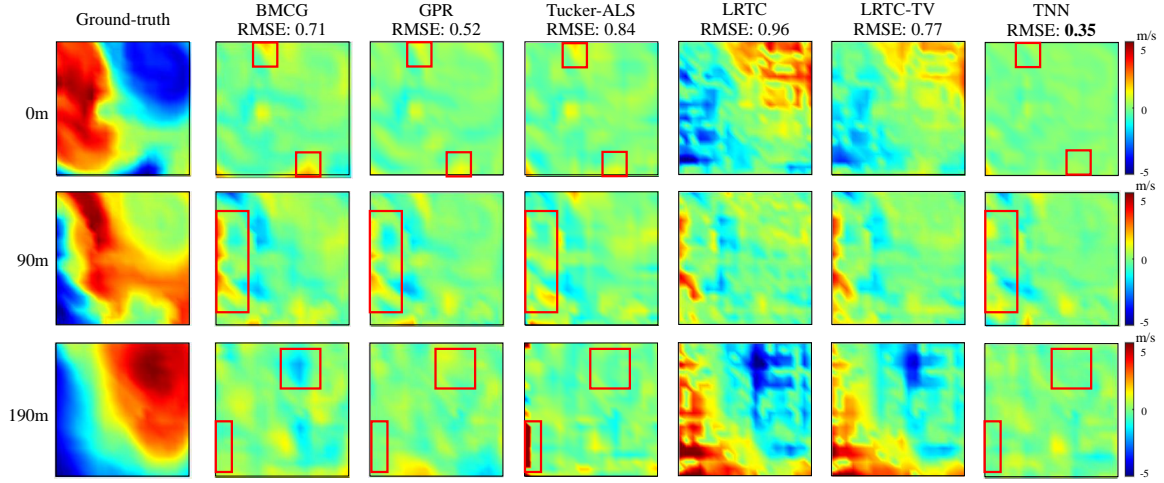 Ground-truth
BMCG
RMSE: 0.71
GPR
RMSE: 0.52
Tucker-ALS
RMSE: 0.84
LRTC
RMSE: 0.96
LRTC-TV
RMSE: 0.77
TNN
RMSE: 0.35
0m
m/s
5
0
-5
90m
m/s
5
0
-5
190m
m/s
5
0
-5